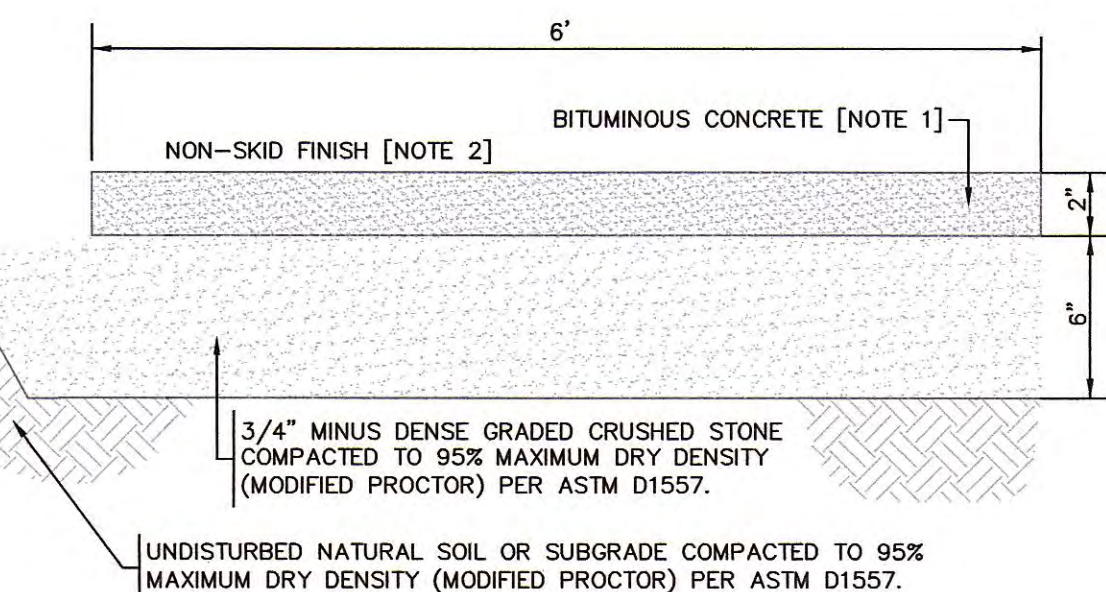 6'
BITUMINOUS CONCRETE [NOTE 1]
NON-SKID FINISH [NOTE 2]
2"
6"
3/4" MINUS DENSE GRADED CRUSHED STONE
COMPACTED TO 95% MAXIMUM DRY DENSITY
(MODIFIED PROCTOR) PER ASTM D1557.
UNDISTURBED NATURAL SOIL OR SUBGRADE COMPACTED TO 95%
MAXIMUM DRY DENSITY (MODIFIED PROCTOR) PER ASTM D1557.